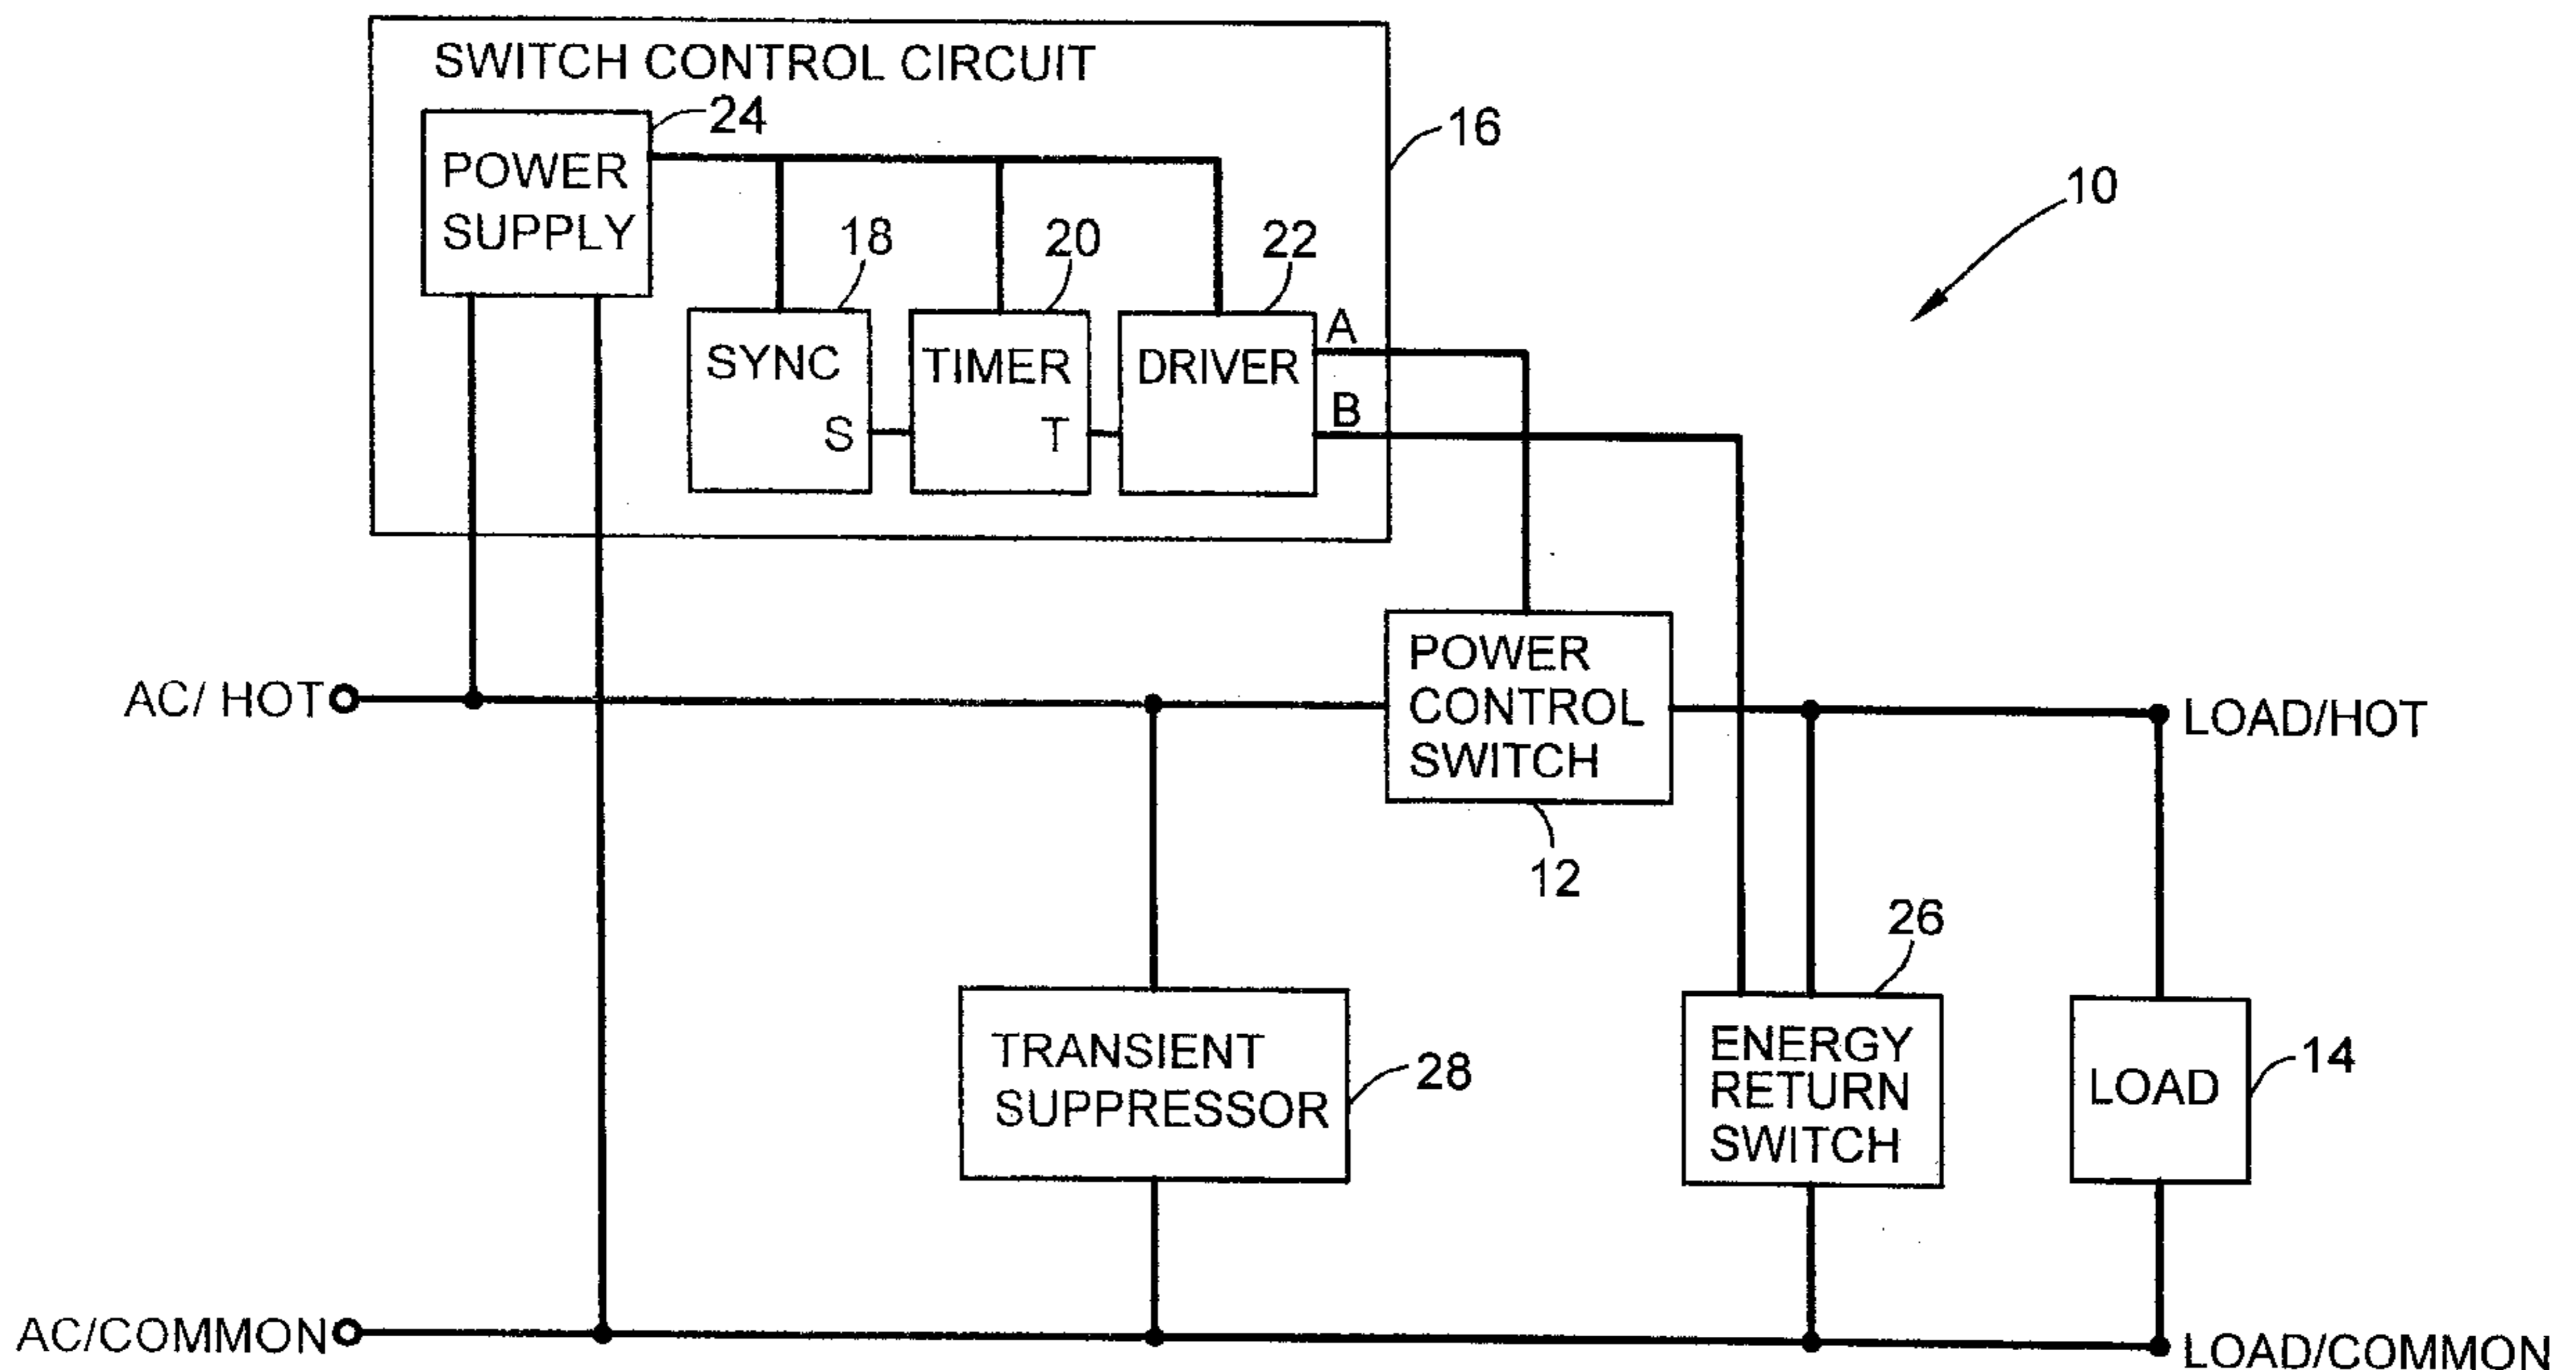 SWITCH CONTROL CIRCUIT
24
POWER
SUPPLY
16
10
18
20
22
SYNC
S
TIMER
T
DRIVER
A
B
AC/ HOT
POWER
CONTROL
SWITCH
LOAD/HOT
12
26
TRANSIENT
SUPPRESSOR
28
ENERGY
RETURN
SWITCH
LOAD
14
AC/COMMON
LOAD/COMMON